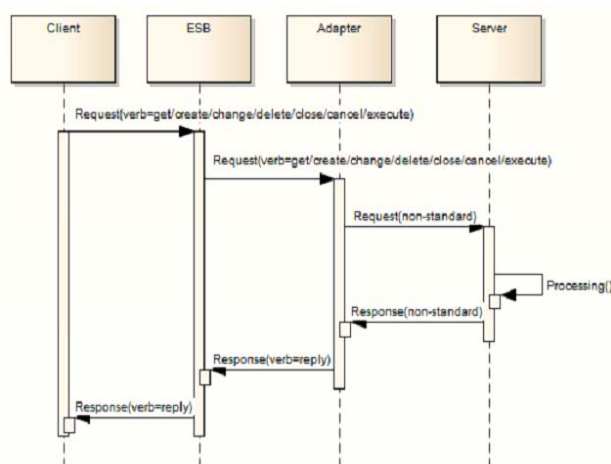 Client
ESB
Adapter
Server
Request(verb=get/create/change/delete/close/cancel/execute)
Request(verb=get/create/change/delete/close/cancel/execute)
Request(non-standard)
Processing()
Response(non-standard)
Response(verb=reply)
Response(verb=reply)